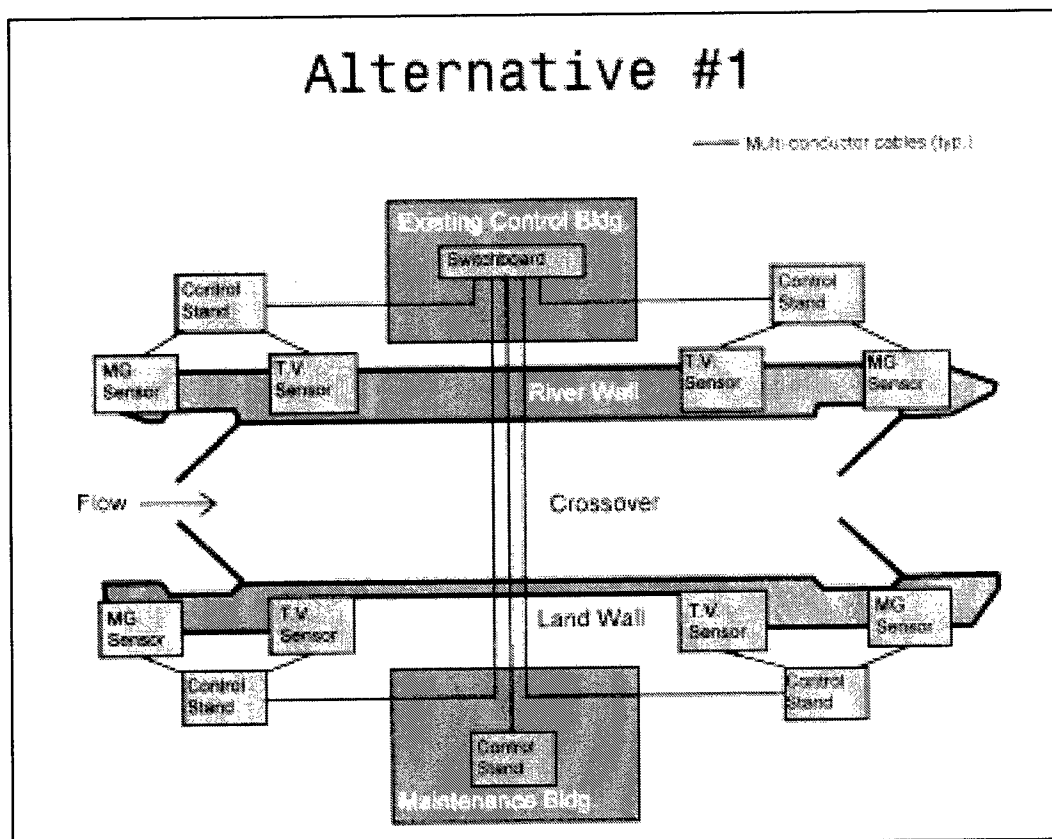 Alternative #1
Multi-conductor cables (typ.)
Existing Control Bldg.
Switchboard
Control
Stand
Control
Stand
MG
Sensor
T.V.
Sensor
T.V.
Sensor
MG
Sensor
River Wall
Flow
Crossover
MG
Sensor
T.V.
Sensor
Land Wall
T.V.
Sensor
MG
Sensor
Control
Stand
Control
Stand
Control
Stand
Maintenance Bldg.